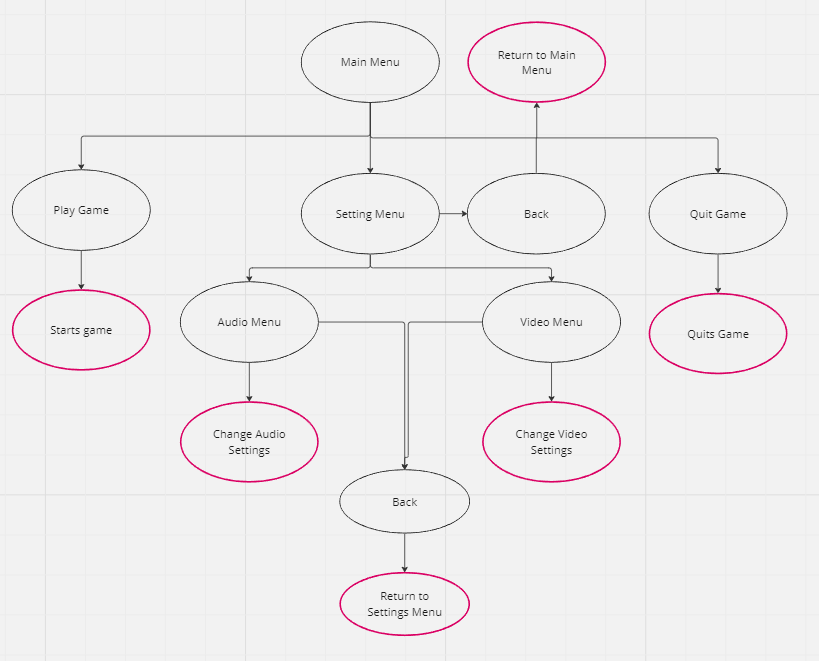 Main Menu
Return to Main
Menu
Play Game
Setting Menu
Back
Quit Game
Starts game
Audio Menu
Video Menu
Quits Game
Change Audio
Settings
Change Video
Settings
Back
Return to
Settings Menu